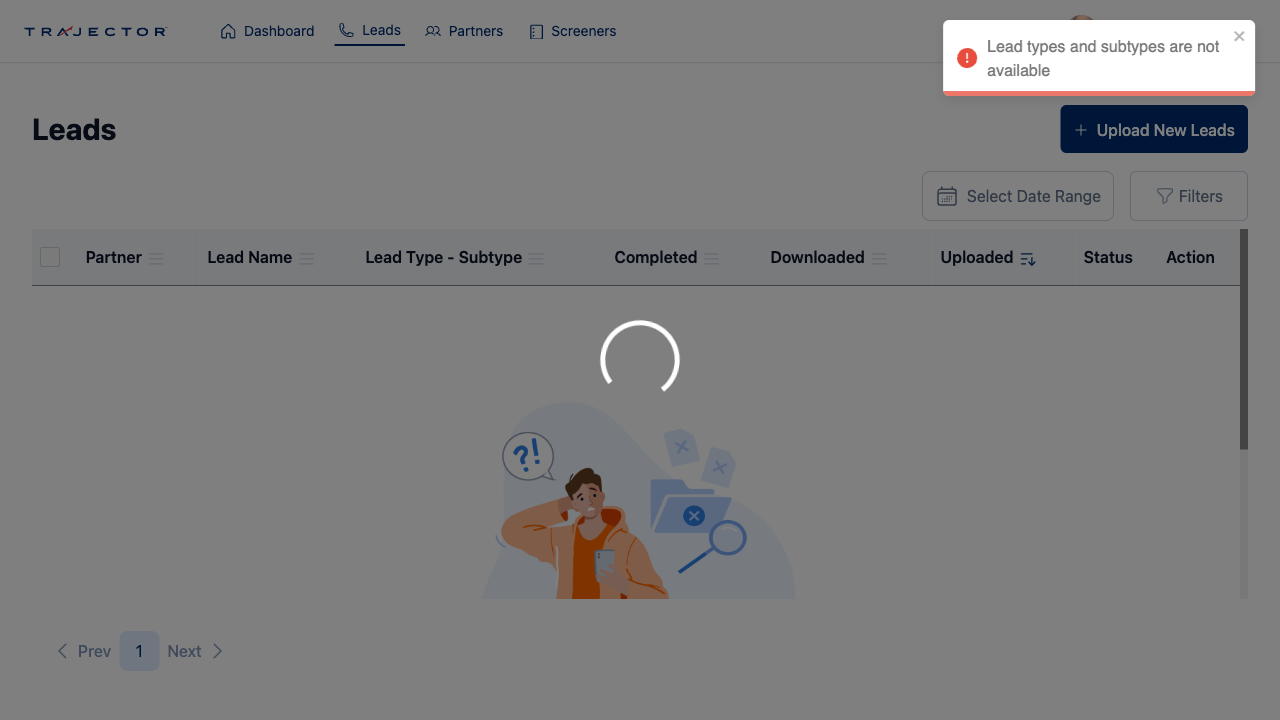 TRAJECTOR
Dashboard
Leads
Partners
Screeners
Lead types and subtypes are not
available
Leads
Upload New Leads
Select Date Range
Filters
Partner
Lead Name
Lead Type - Subtype
Completed
Downloaded
Uploaded
Status
Action
?!
Prev
1
Next